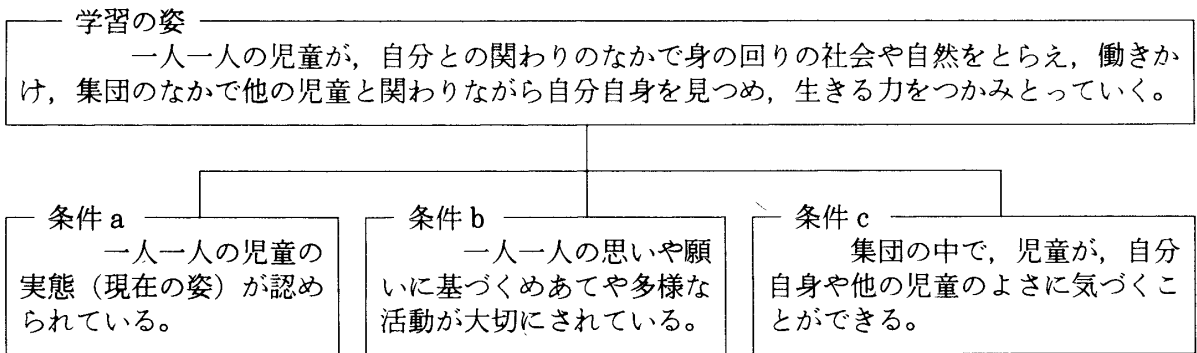 学習の姿
一人一人の児童が，自分との関わりのなかで身の回りの社会や自然をとらえ，働きか
け，集団のなかで他の児童と関わりながら自分自身を見つめ，生きる力をつかみとっていく。
条件 a
一人一人の児童の
実態（現在の姿）が認め
られている。
条件 b
一人一人の思いや願
いに基づくめあてや多様な
活動が大切にされている。
条件 c
集団の中で，児童が，自分
自身や他の児童のよさに気づくこ
とができる。